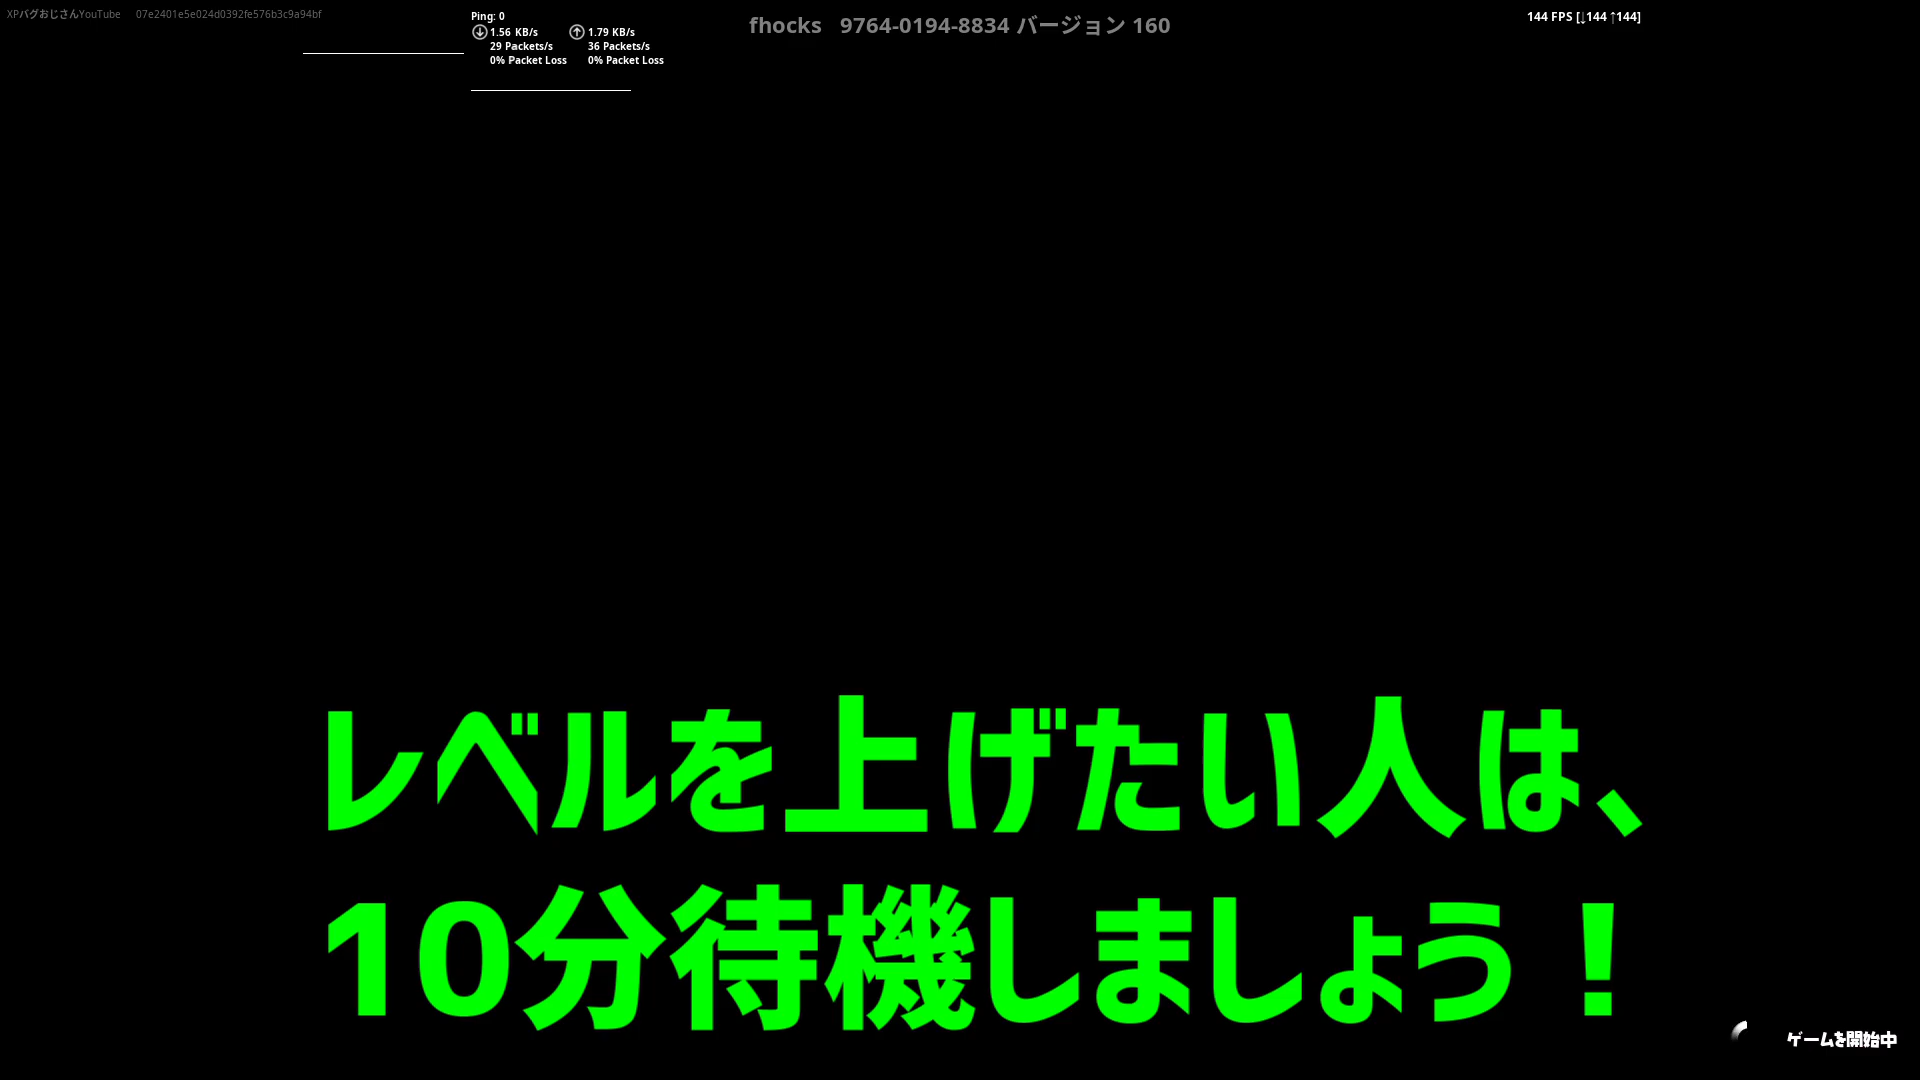 XPバグおじさんYouTube 07e2401e5e024d0392fe576b3c9a94bf
Ping: 0
1.56 KB/s 1.79 KB/s
29 Packets/s 36 Packets/s
0% Packet Loss 0% Packet Loss
fhocks 9764-0194-8834 バージョン 160
144 FPS [↓144 ↑144]
レベルを上げたい人は、
10分待機しましょう！
ゲームを開始中